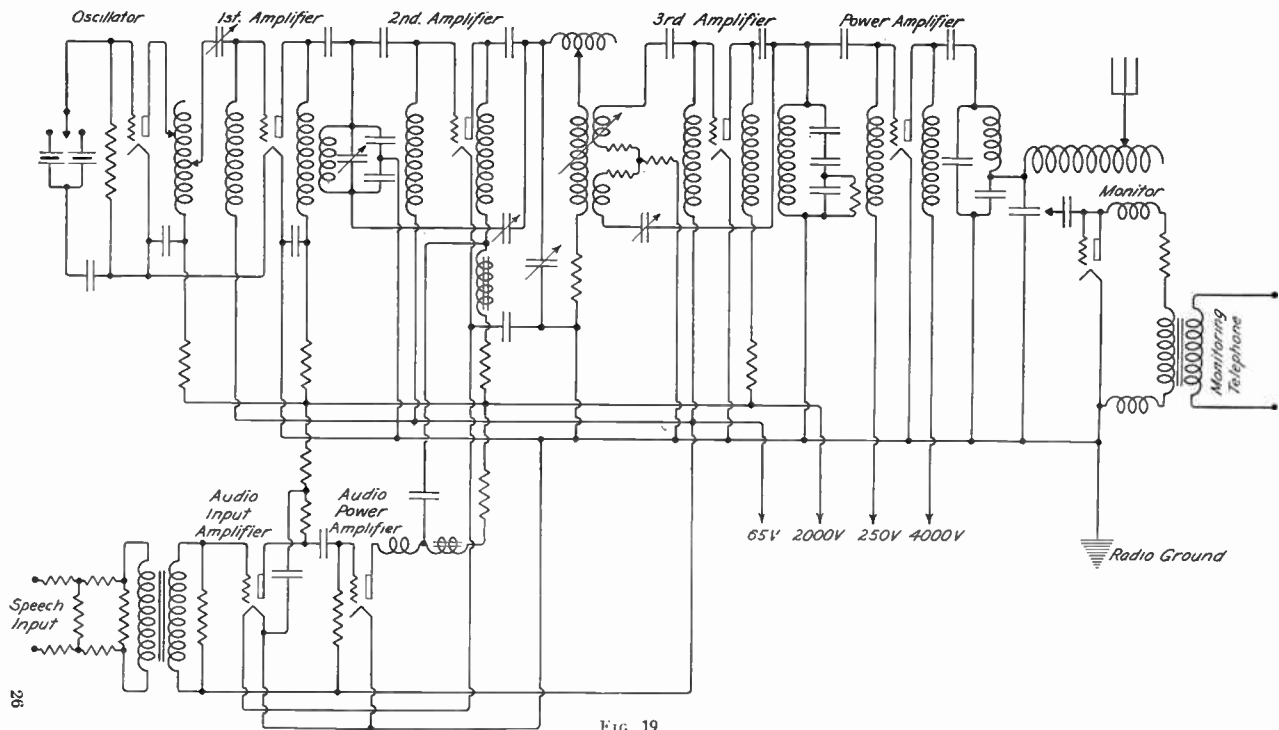 Oscillator
1st. Amplifier
2nd. Amplifier
3rd Amplifier
Power Amplifier
Monitor
Monitoring
Telephone
Audio
Input
Amplifier
Audio
Power
Amplifier
65V 2000V 250V 4000V
Radio Ground
Speech
Input
26
FIG. 19